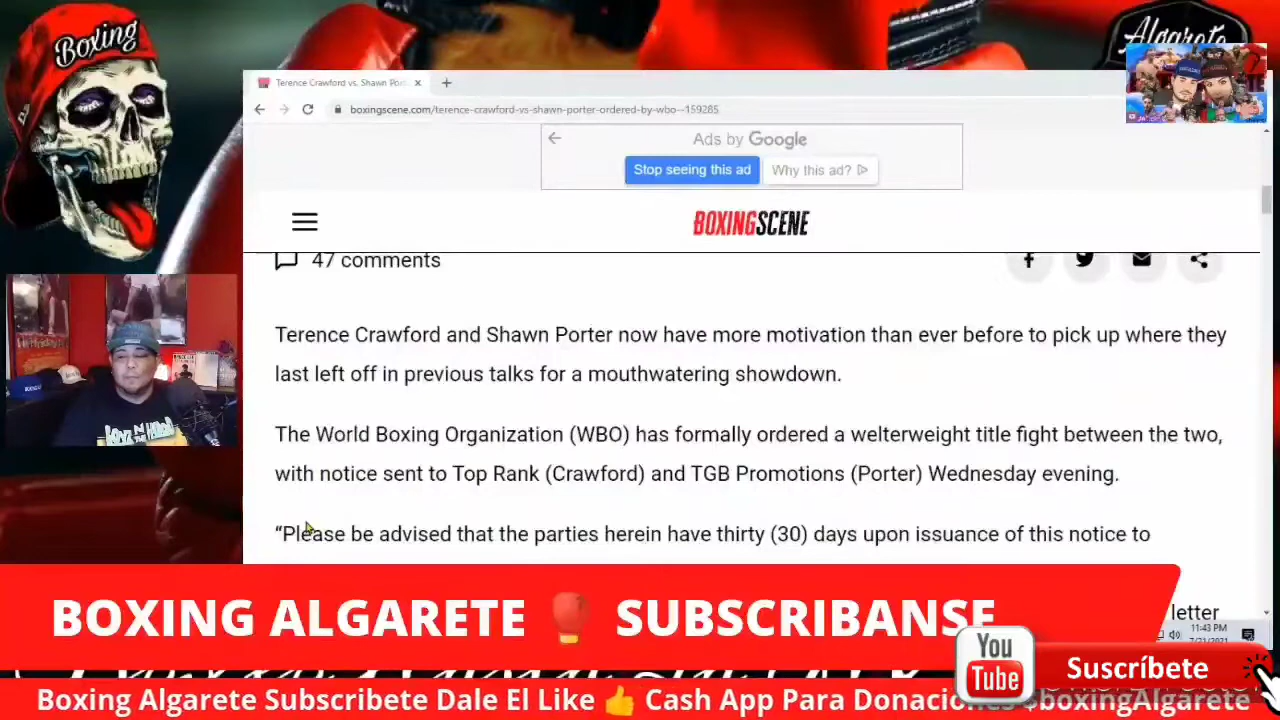 Boxing
Algarete
Terence Crawford vs. Shawn Por
boxingscene.com/terence-crawford-vs-shawn-porter-ordered-by-wbo--159285
Ads by Google
Stop seeing this ad
Why this ad?
BOXINGSCENE
47 comments
Terence Crawford and Shawn Porter now have more motivation than ever before to pick up where they
last left off in previous talks for a mouthwatering showdown.
The World Boxing Organization (WBO) has formally ordered a welterweight title fight between the two,
with notice sent to Top Rank (Crawford) and TGB Promotions (Porter) Wednesday evening.
“Please be advised that the parties herein have thirty (30) days upon issuance of this notice to
letter
11:43 PM
7/21/2021
BOXING ALGARETE 🥊 SUBSCRIBANSE
You
Tube
Suscríbete
Boxing Algarete Subscribete Dale El Like 👍 Cash App Para Donaciones $boxingAlgarete